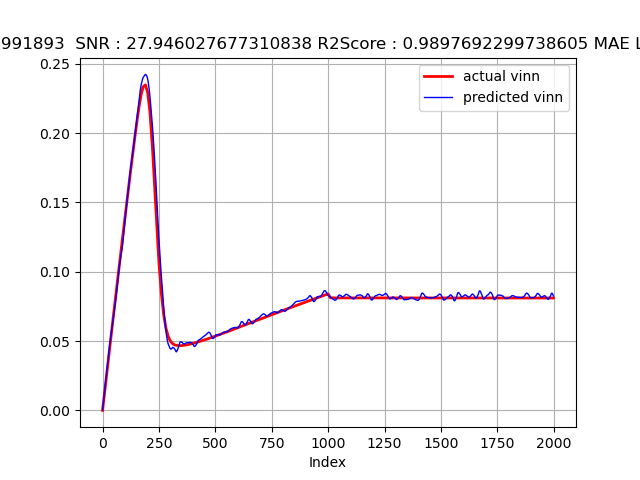 991893 SNR : 27.946027677310838 R2Score : 0.9897692299738605 MAE L
0.25
actual vinn
predicted vinn
0.20
0.15
0.10
0.05
0.00
0 250 500 750 1000 1250 1500 1750 2000
Index